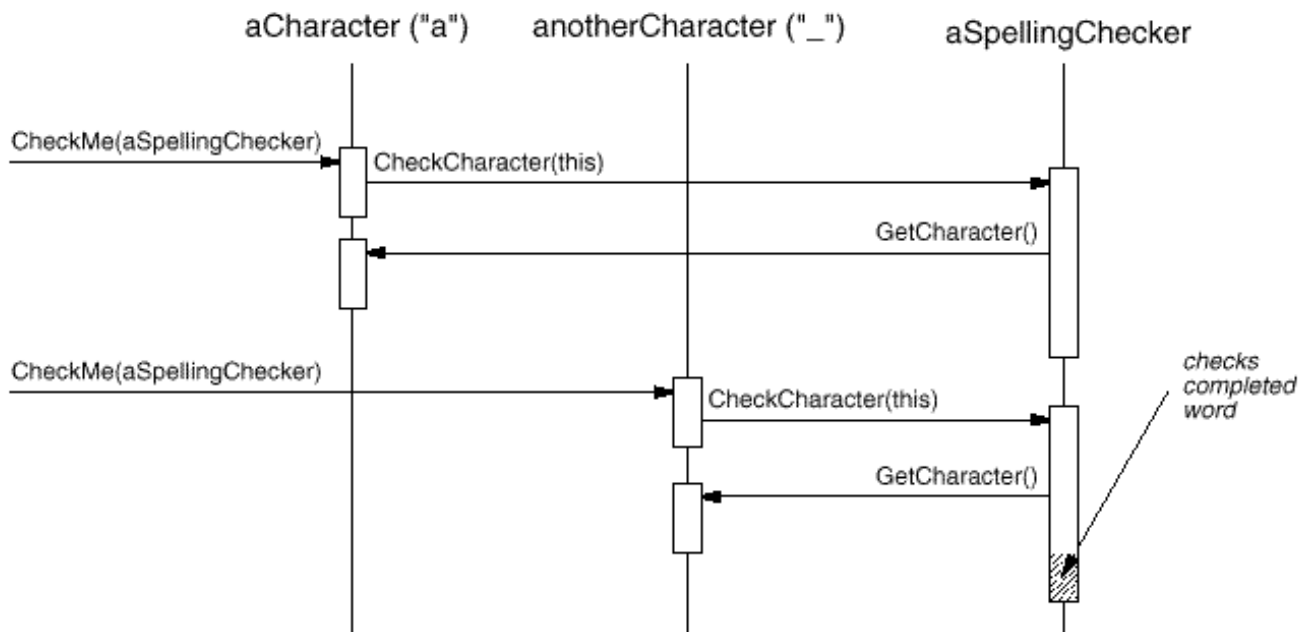 aCharacter ("a")
anotherCharacter ("_")
aSpellingChecker
CheckMe(aSpellingChecker)
CheckCharacter(this)
GetCharacter()
CheckMe(aSpellingChecker)
CheckCharacter(this)
GetCharacter()
checks
completed
word